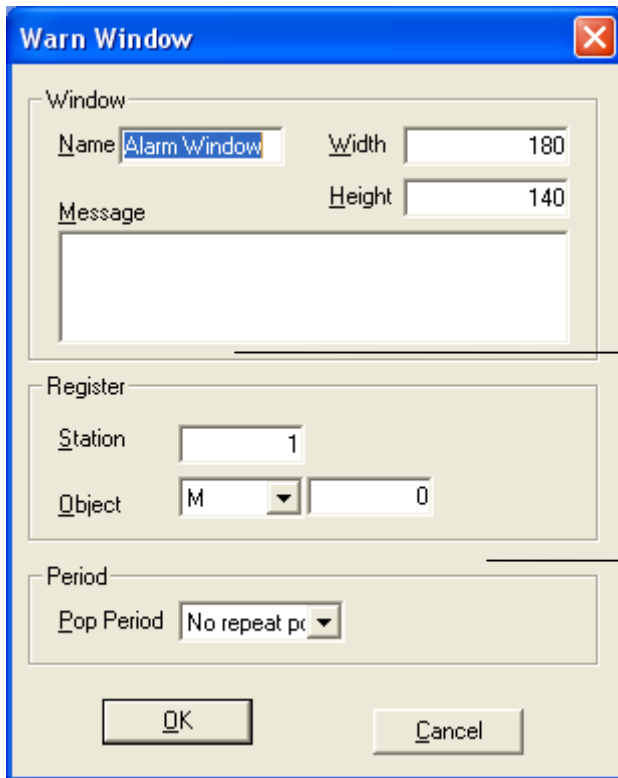 Warn Window
Window
Name Alarm Window Width 180
Height 140
Message
Register
Station 1
Object M 0
Period
Pop Period No repeat
OK
Cancel